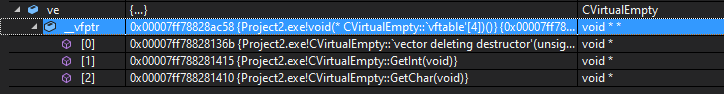 ve {...} CVirtualEmpty
__vfptr 0x00007ff78828ac58 {Project2.exe!void(* CVirtualEmpty::`vftable'[4])()} {0x00007ff78... void * *
[0] 0x00007ff78828136b {Project2.exe!CVirtualEmpty::`vector deleting destructor'(unsig... void *
[1] 0x00007ff788281415 {Project2.exe!CVirtualEmpty::GetInt(void)} void *
[2] 0x00007ff788281410 {Project2.exe!CVirtualEmpty::GetChar(void)} void *